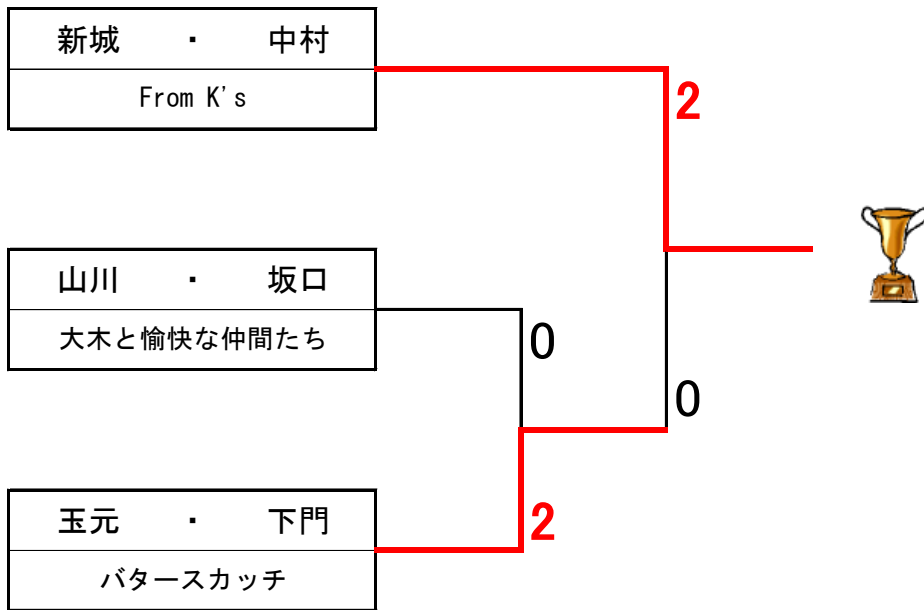 新城 ・ 中村
From K's
2
山川 ・ 坂口
大木と愉快な仲間たち
0
0
玉元 ・ 下門
2
バタースカッチ